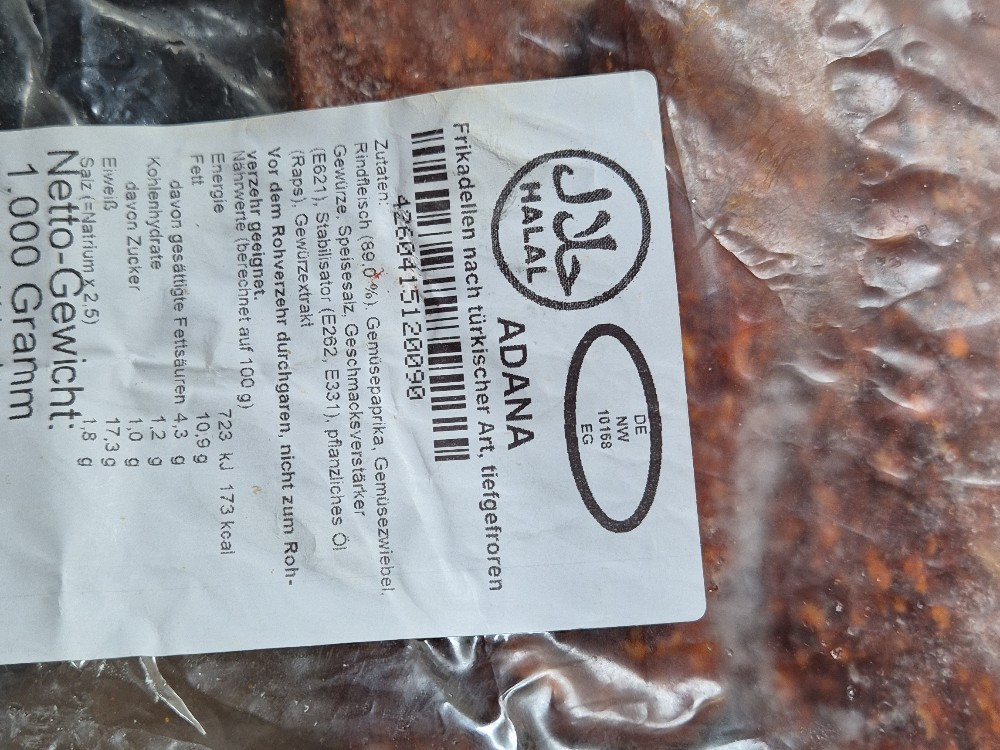 حلال
HALAL
DE
NW
10168
EG
ADANA
Frikadellen nach türkischer Art, tiefgefroren
4260415120090
Zutaten:
Rindfleisch (89,0 %), Gemüsepaprika, Gemüsezwiebel,
Gewürze, Speisesalz, Geschmacksverstärker
(E621), Stabilisator (E262, E331), pflanzliches Öl
(Raps), Gewürzextrakt
Vor dem Rohverzehr durchgaren, nicht zum Roh-
verzehr geeignet.
Nährwerte (berechnet auf 100 g)
Energie 723 kJ 173 kcal
Fett 10,9 g
davon gesättigte Fettsäuren 4,3 g
Kohlenhydrate 1,2 g
davon Zucker 1,0 g
Eiweiß 17,3 g
Salz (=Natrium x 2,5) 1,8 g
Netto-Gewicht:
1,000 Gramm